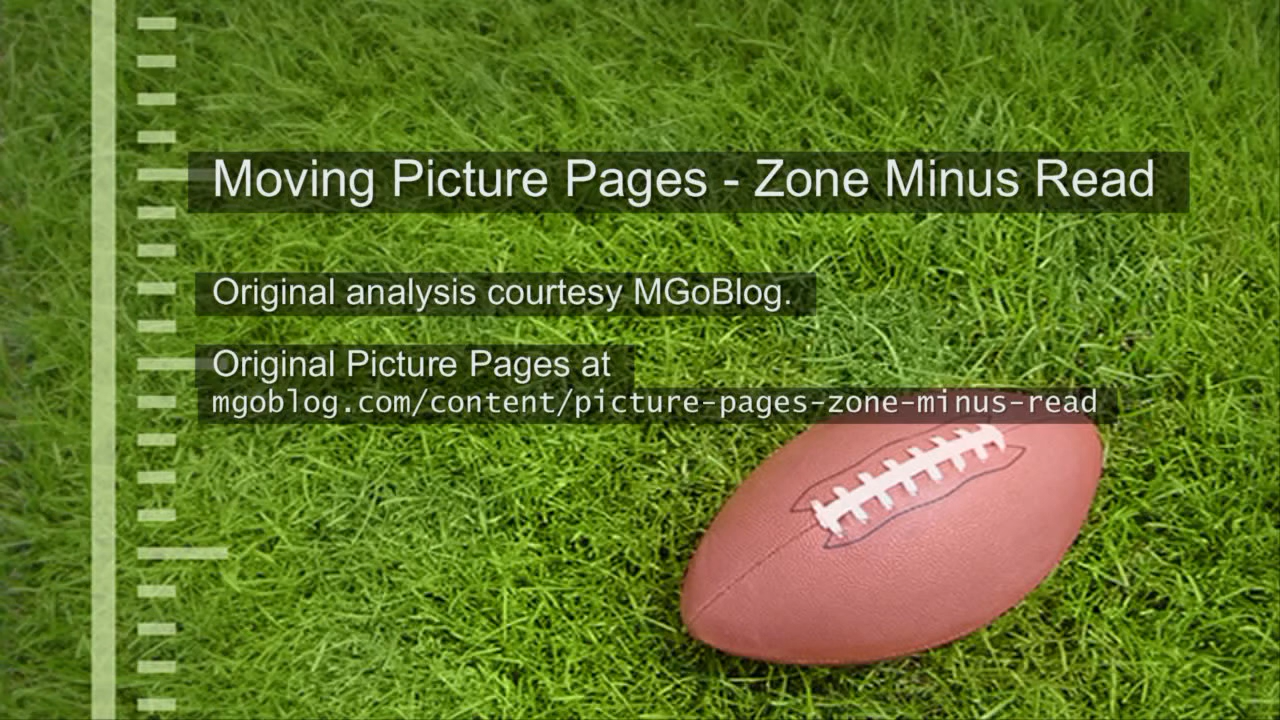 Moving Picture Pages - Zone Minus Read
Original analysis courtesy MGoBlog.
Original Picture Pages at
mgoblog.com/content/picture-pages-zone-minus-read